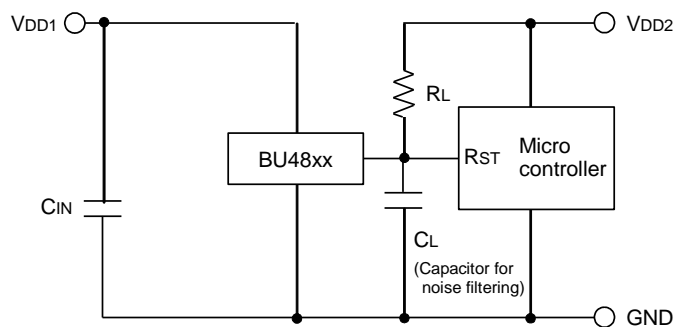 VDD1
VDD2
RL
BU48xx
RST
Micro
controller
CIN
CL
(Capacitor for
noise filtering)
GND